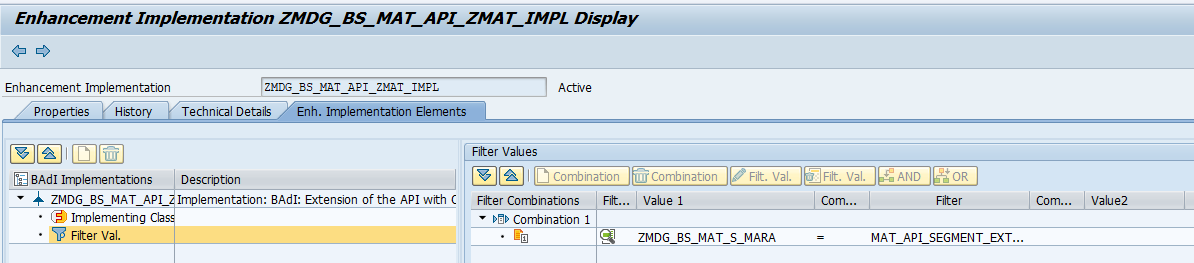 Enhancement Implementation ZMDG_BS_MAT_API_ZMAT_IMPL Display
Enhancement Implementation ZMDG_BS_MAT_API_ZMAT_IMPL Active
Properties History Technical Details Enh. Implementation Elements
Filter Values
Combination Combination Filt. Val. Filt. Val. AND OR
BAdI Implementations Description
Filter Combinations Filt... Value 1 Com... Filter Com... Value2
ZMDG_BS_MAT_API_Z Implementation: BAdI: Extension of the API with C
Combination 1
Implementing Class
Filter Val.
ZMDG_BS_MAT_S_MARA = MAT_API_SEGMENT_EXT...